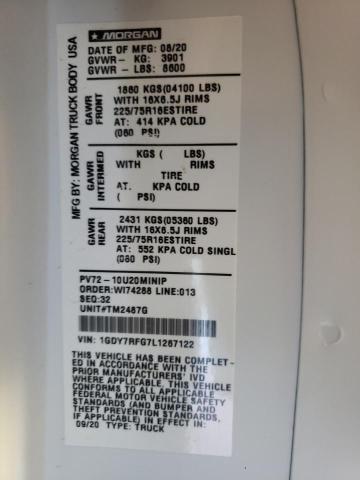 MORGAN
MFG BY: MORGAN TRUCK BODY USA
DATE OF MFG: 08/20
GVWR- KG: 3901
GVWR- LBS: 8600
GAWR FRONT
1860 KGS(04100 LBS)
WITH 16X6.5J RIMS
225/75R16ESTIRE
AT: 414 KPA COLD
(060 PSI)
GAWR INTERMED
KGS ( LBS)
WITH RIMS
TIRE
AT. KPA COLD
( PSI)
GAWR REAR
2431 KGS(05360 LBS)
WITH 16X6.5J RIMS
225/75R16ESTIRE
AT: 552 KPA COLD SINGL
(080 PSI)
PV72-10U20MINIP
ORDER: WI74288 LINE:013
SEQ:32
UNIT#TM2487G
VIN: 1GDY7RFG7L1267122
THIS VEHICLE HAS BEEN COMPLET-
ED IN ACCORDANCE WITH THE
PRIOR MANUFACTURERS' IVD
WHERE APPLICABLE. THIS VEHICLE
CONFORMS TO ALL APPLICABLE
FEDERAL MOTOR VEHICLE SAFETY
STANDARDS (AND BUMPER AND
THEFT PREVENTION STANDARDS
IF APPLICABLE) IN EFFECT IN:
09/20 TYPE: TRUCK